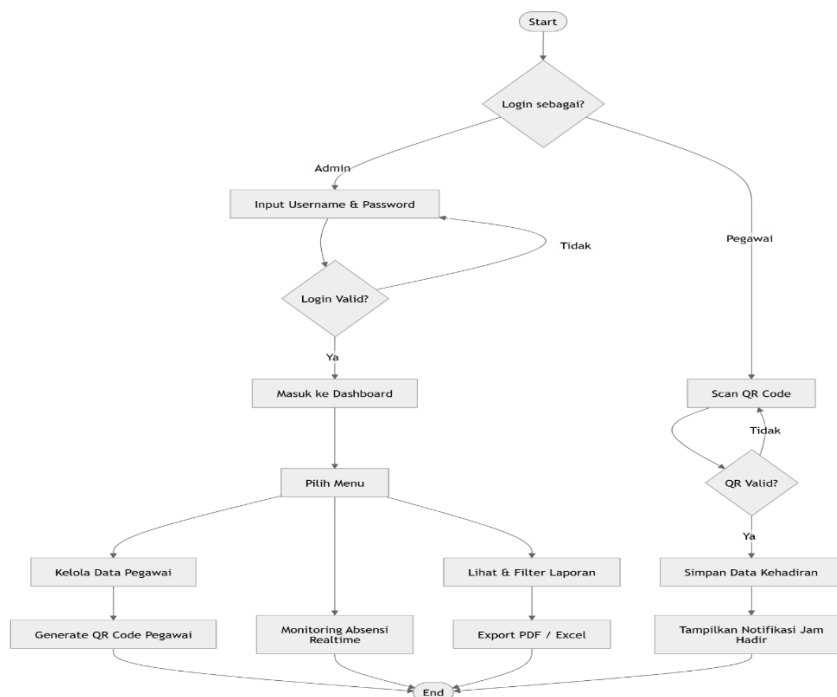 Start
Login sebagai?
Admin
Input Username & Password
Tidak
Pegawai
Login Valid?
Ya
Masuk ke Dashboard
Scan QR Code
Tidak
Pilih Menu
QR Valid?
Ya
Kelola Data Pegawai
Lihat & Filter Laporan
Simpan Data Kehadiran
Generate QR Code Pegawai
Monitoring Absensi
Realtime
Export PDF / Excel
Tampilkan Notifikasi Jam
Hadir
End